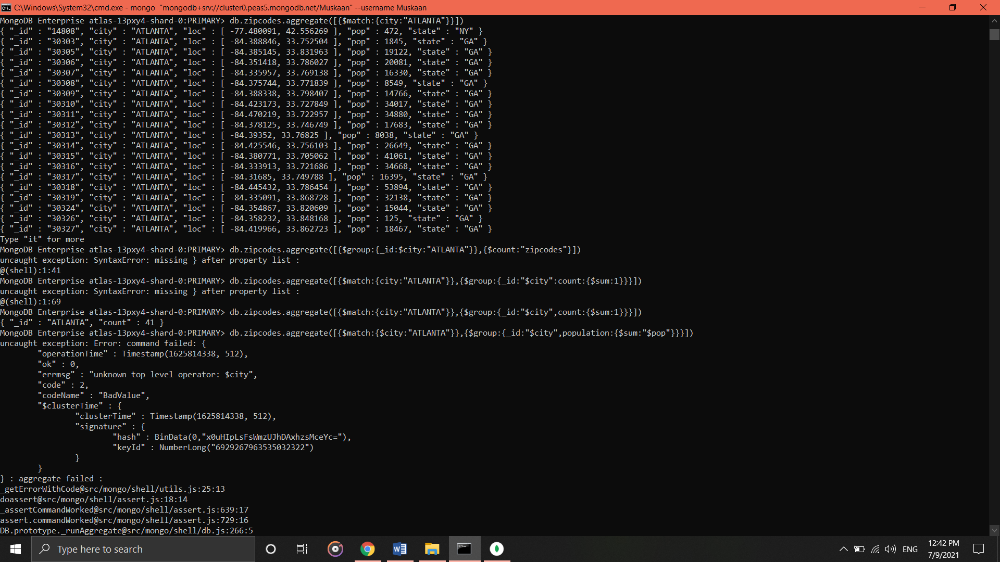 C:\Windows\System32\cmd.exe - mongo  "mongodb+srv://cluster0.peas5.mongodb.net/Muskaan" --username Muskaan
MongoDB Enterprise atlas-13pxy4-shard-0:PRIMARY> db.zipcodes.aggregate([{$match:{city:"ATLANTA"}}])
{ "_id" : "14808", "city" : "ATLANTA", "loc" : [ -77.480091, 42.556269 ], "pop" : 472, "state" : "NY" }
{ "_id" : "30303", "city" : "ATLANTA", "loc" : [ -84.388846, 33.752504 ], "pop" : 1845, "state" : "GA" }
{ "_id" : "30305", "city" : "ATLANTA", "loc" : [ -84.385145, 33.831963 ], "pop" : 19122, "state" : "GA" }
{ "_id" : "30306", "city" : "ATLANTA", "loc" : [ -84.351418, 33.786027 ], "pop" : 20081, "state" : "GA" }
{ "_id" : "30307", "city" : "ATLANTA", "loc" : [ -84.335957, 33.769138 ], "pop" : 16330, "state" : "GA" }
{ "_id" : "30308", "city" : "ATLANTA", "loc" : [ -84.375744, 33.771839 ], "pop" : 8549, "state" : "GA" }
{ "_id" : "30309", "city" : "ATLANTA", "loc" : [ -84.388338, 33.798407 ], "pop" : 14766, "state" : "GA" }
{ "_id" : "30310", "city" : "ATLANTA", "loc" : [ -84.423173, 33.727849 ], "pop" : 34017, "state" : "GA" }
{ "_id" : "30311", "city" : "ATLANTA", "loc" : [ -84.470219, 33.722957 ], "pop" : 34880, "state" : "GA" }
{ "_id" : "30312", "city" : "ATLANTA", "loc" : [ -84.378125, 33.746749 ], "pop" : 17683, "state" : "GA" }
{ "_id" : "30313", "city" : "ATLANTA", "loc" : [ -84.39352, 33.76825 ], "pop" : 8038, "state" : "GA" }
{ "_id" : "30314", "city" : "ATLANTA", "loc" : [ -84.425546, 33.756103 ], "pop" : 26649, "state" : "GA" }
{ "_id" : "30315", "city" : "ATLANTA", "loc" : [ -84.380771, 33.705062 ], "pop" : 41061, "state" : "GA" }
{ "_id" : "30316", "city" : "ATLANTA", "loc" : [ -84.333913, 33.721686 ], "pop" : 34668, "state" : "GA" }
{ "_id" : "30317", "city" : "ATLANTA", "loc" : [ -84.31685, 33.749788 ], "pop" : 16395, "state" : "GA" }
{ "_id" : "30318", "city" : "ATLANTA", "loc" : [ -84.445432, 33.786454 ], "pop" : 53894, "state" : "GA" }
{ "_id" : "30319", "city" : "ATLANTA", "loc" : [ -84.335091, 33.868728 ], "pop" : 32138, "state" : "GA" }
{ "_id" : "30324", "city" : "ATLANTA", "loc" : [ -84.354867, 33.820609 ], "pop" : 15044, "state" : "GA" }
{ "_id" : "30326", "city" : "ATLANTA", "loc" : [ -84.358232, 33.848168 ], "pop" : 125, "state" : "GA" }
{ "_id" : "30327", "city" : "ATLANTA", "loc" : [ -84.419966, 33.862723 ], "pop" : 18467, "state" : "GA" }
Type "it" for more
MongoDB Enterprise atlas-13pxy4-shard-0:PRIMARY> db.zipcodes.aggregate([{$group:{_id:$city:"ATLANTA"}},{$count:"zipcodes"}])
uncaught exception: SyntaxError: missing } after property list :
@(shell):1:41
MongoDB Enterprise atlas-13pxy4-shard-0:PRIMARY> db.zipcodes.aggregate([{$match:{city:"ATLANTA"}},{$group:{_id:"$city":count:{$sum:1}}}])
uncaught exception: SyntaxError: missing } after property list :
@(shell):1:69
MongoDB Enterprise atlas-13pxy4-shard-0:PRIMARY> db.zipcodes.aggregate([{$match:{city:"ATLANTA"}},{$group:{_id:"$city",count:{$sum:1}}}])
{ "_id" : "ATLANTA", "count" : 41 }
MongoDB Enterprise atlas-13pxy4-shard-0:PRIMARY> db.zipcodes.aggregate([{$match:{$city:"ATLANTA"}},{$group:{_id:"$city",population:{$sum:"$pop"}}}])
uncaught exception: Error: command failed: {
"operationTime" : Timestamp(1625814338, 512),
"ok" : 0,
"errmsg" : "unknown top level operator: $city",
"code" : 2,
"codeName" : "BadValue",
"$clusterTime" : {
"clusterTime" : Timestamp(1625814338, 512),
"signature" : {
"hash" : BinData(0,"x0uHIpLsFsWmzUJhDAxhzsMceYc="),
"keyId" : NumberLong("6929267963535032322")
}
}
} : aggregate failed :
_getErrorWithCode@src/mongo/shell/utils.js:25:13
doassert@src/mongo/shell/assert.js:18:14
_assertCommandWorked@src/mongo/shell/assert.js:639:17
assert.commandWorked@src/mongo/shell/assert.js:729:16
DB.prototype._runAggregate@src/mongo/shell/db.js:266:5
Type here to search
ENG
12:42 PM
7/9/2021